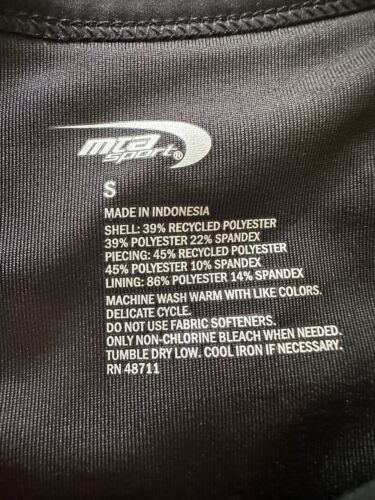 mta
sport®
S
MADE IN INDONESIA
SHELL: 39% RECYCLED POLYESTER
39% POLYESTER 22% SPANDEX
PIECING: 45% RECYCLED POLYESTER
45% POLYESTER 10% SPANDEX
LINING: 86% POLYESTER 14% SPANDEX
MACHINE WASH WARM WITH LIKE COLORS.
DELICATE CYCLE.
DO NOT USE FABRIC SOFTENERS.
ONLY NON-CHLORINE BLEACH WHEN NEEDED.
TUMBLE DRY LOW. COOL IRON IF NECESSARY.
RN 48711